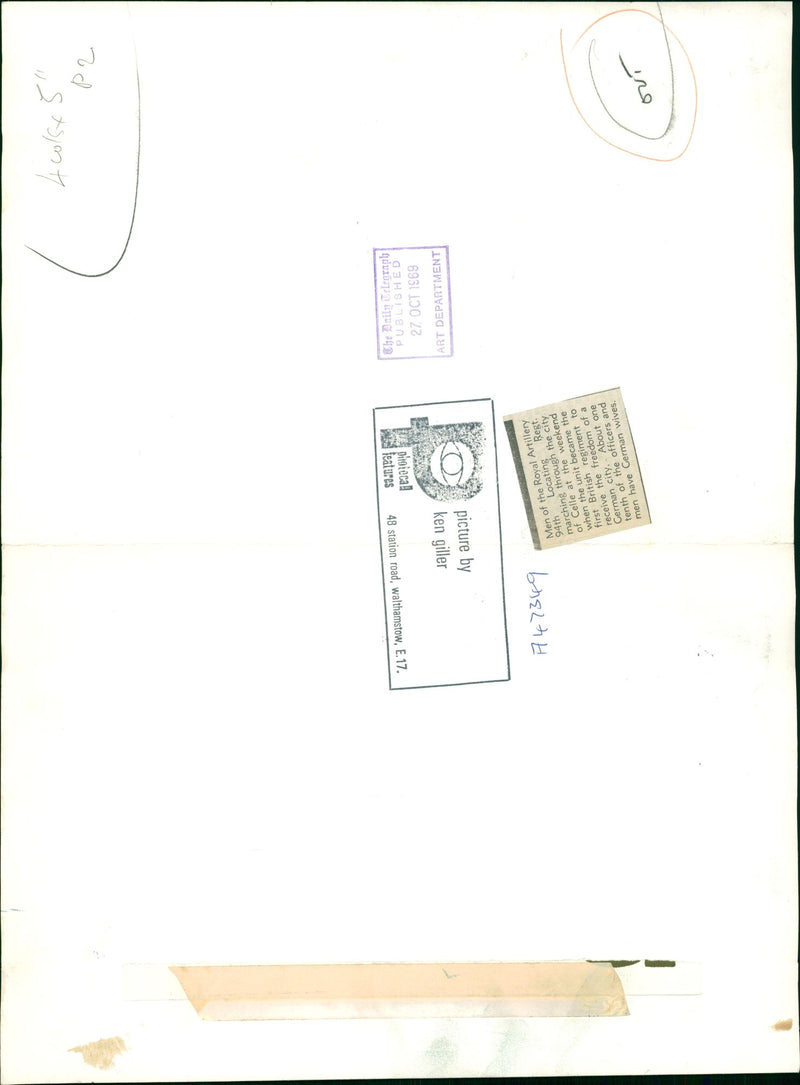 4 cols x 5"
P2
The Daily Telegraph
PUBLISHED
27 OCT 1969
ART DEPARTMENT
features
picture by
ken giller
48 station road, walthamstow, E.17.
Men of the Royal Artillery
94th Locating Regt.
marching through the city
of Celle at the weekend
when the unit became the
first British regiment to
receive the freedom of a
German city. About one
tenth of the officers and
men have German wives.
A47349